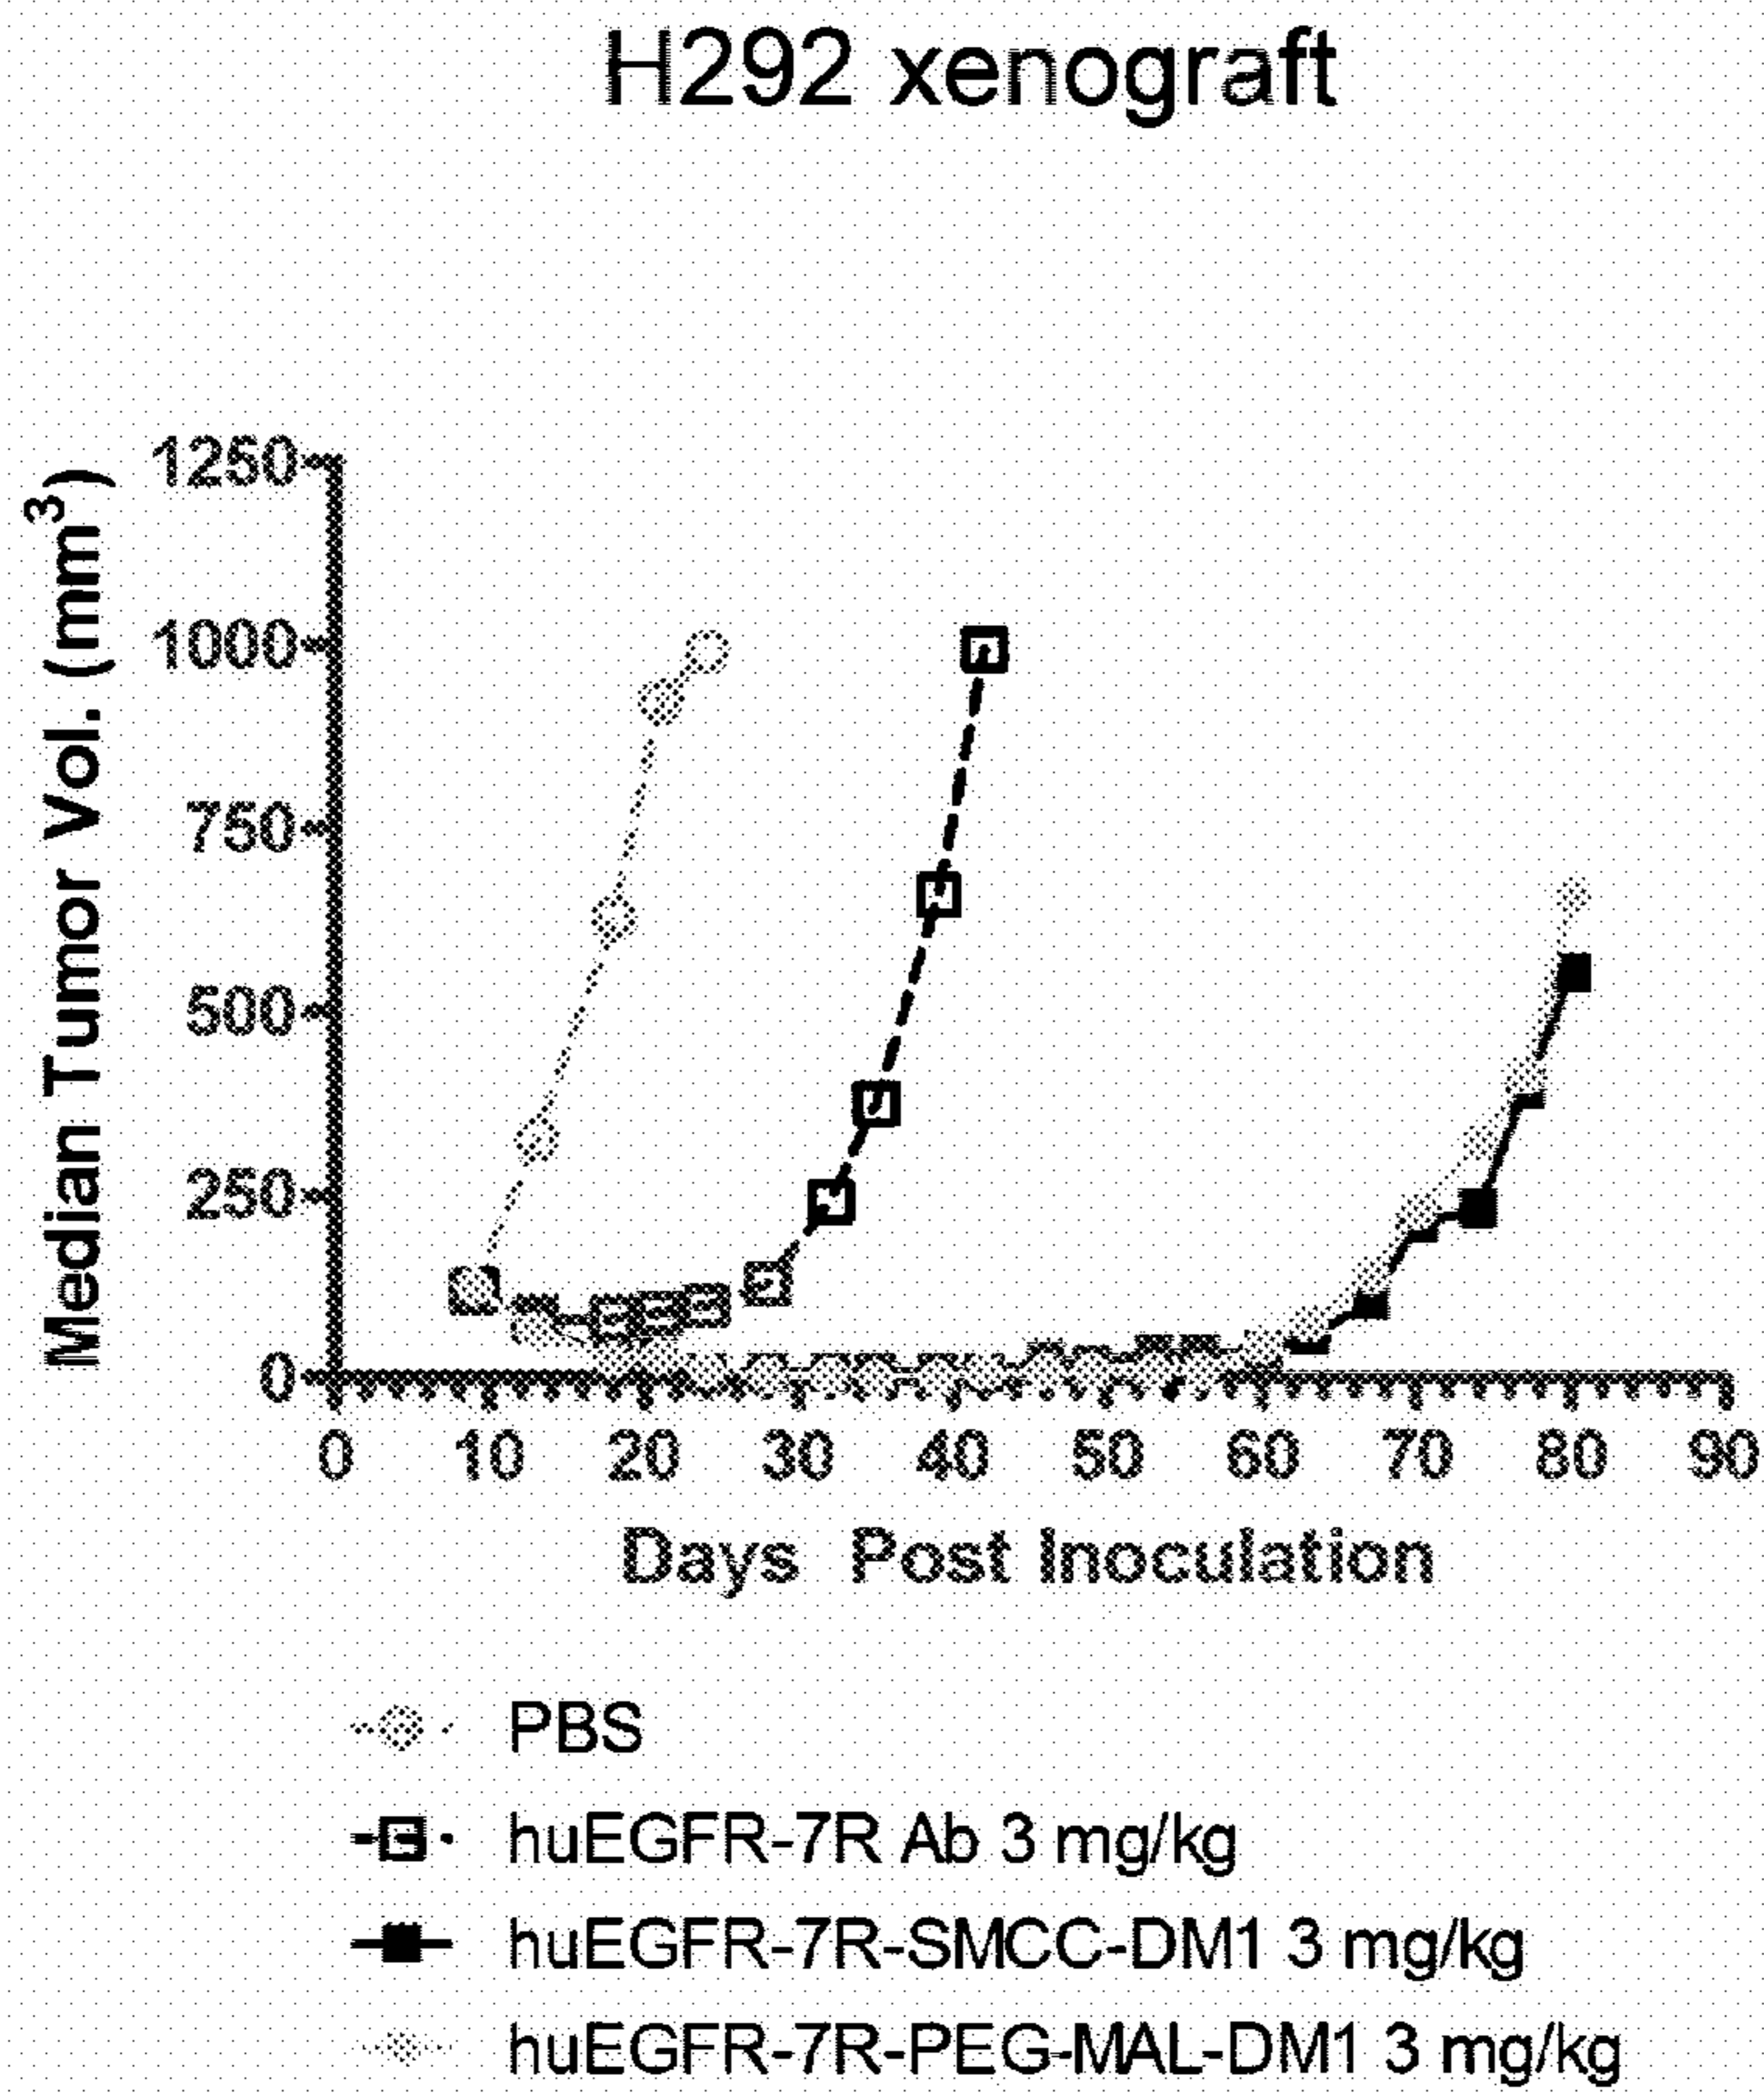 H292 xenograft
Median Tumor Vol. (mm³)
1250
1000
750
500
250
0
0 10 20 30 40 50 60 70 80 90
Days Post Inoculation
PBS
huEGFR-7R Ab 3 mg/kg
huEGFR-7R-SMCC-DM1 3 mg/kg
huEGFR-7R-PEG-MAL-DM1 3 mg/kg